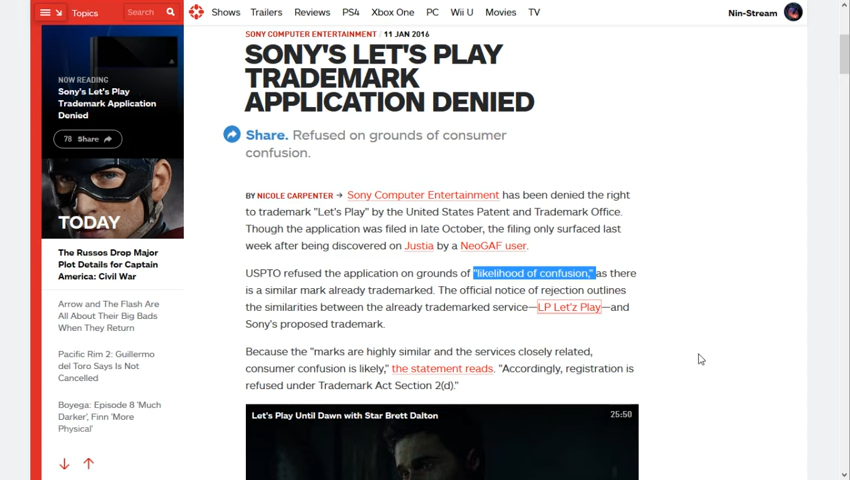 Topics
Search
Shows Trailers Reviews PS4 Xbox One PC Wii U Movies TV
Nin-Stream
NOW READING
Sony's Let's Play
Trademark Application
Denied
78 Share
TODAY
The Russos Drop Major
Plot Details for Captain
America: Civil War
Arrow and The Flash Are
All About Their Big Bads
When They Return
Pacific Rim 2: Guillermo
del Toro Says Is Not
Cancelled
Boyega: Episode 8 'Much
Darker', Finn 'More
Physical'
SONY COMPUTER ENTERTAINMENT / 11 JAN 2016
SONY'S LET'S PLAY
TRADEMARK
APPLICATION DENIED
Share. Refused on grounds of consumer
confusion.
BY NICOLE CARPENTER → Sony Computer Entertainment has been denied the right
to trademark "Let's Play" by the United States Patent and Trademark Office.
Though the application was filed in late October, the filing only surfaced last
week after being discovered on Justia by a NeoGAF user.
USPTO refused the application on grounds of "likelihood of confusion," as there
is a similar mark already trademarked. The official notice of rejection outlines
the similarities between the already trademarked service—LP Let'z Play—and
Sony's proposed trademark.
Because the "marks are highly similar and the services closely related,
consumer confusion is likely," the statement reads. "Accordingly, registration is
refused under Trademark Act Section 2(d)."
Let's Play Until Dawn with Star Brett Dalton
25:50